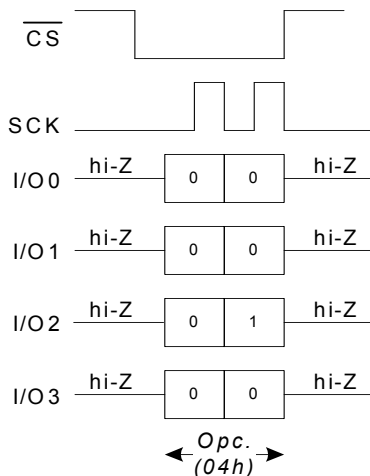 CS
SCK
I/O0 hi-Z 0 0 hi-Z
I/O1 hi-Z 0 0 hi-Z
I/O2 hi-Z 0 1 hi-Z
I/O3 hi-Z 0 0 hi-Z
Opc.
(04h)